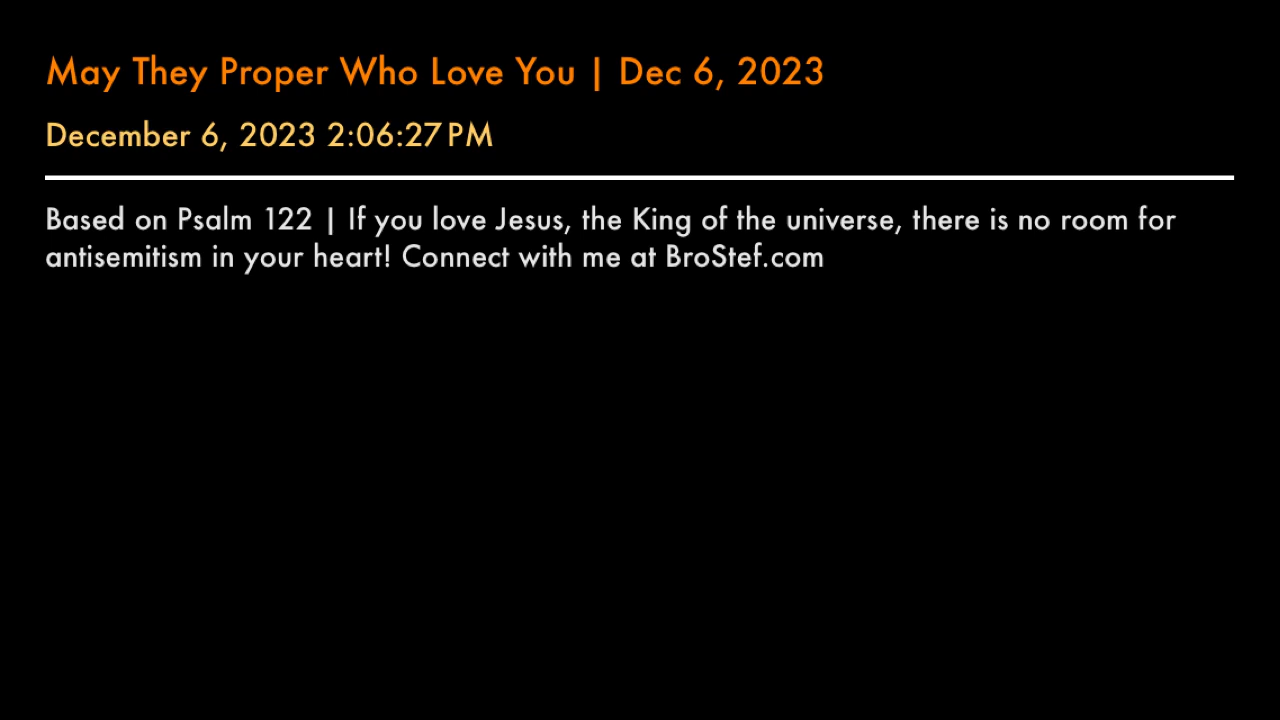 May They Proper Who Love You | Dec 6, 2023
December 6, 2023 2:06:27 PM
Based on Psalm 122 | If you love Jesus, the King of the universe, there is no room for
antisemitism in your heart! Connect with me at BroStef.com